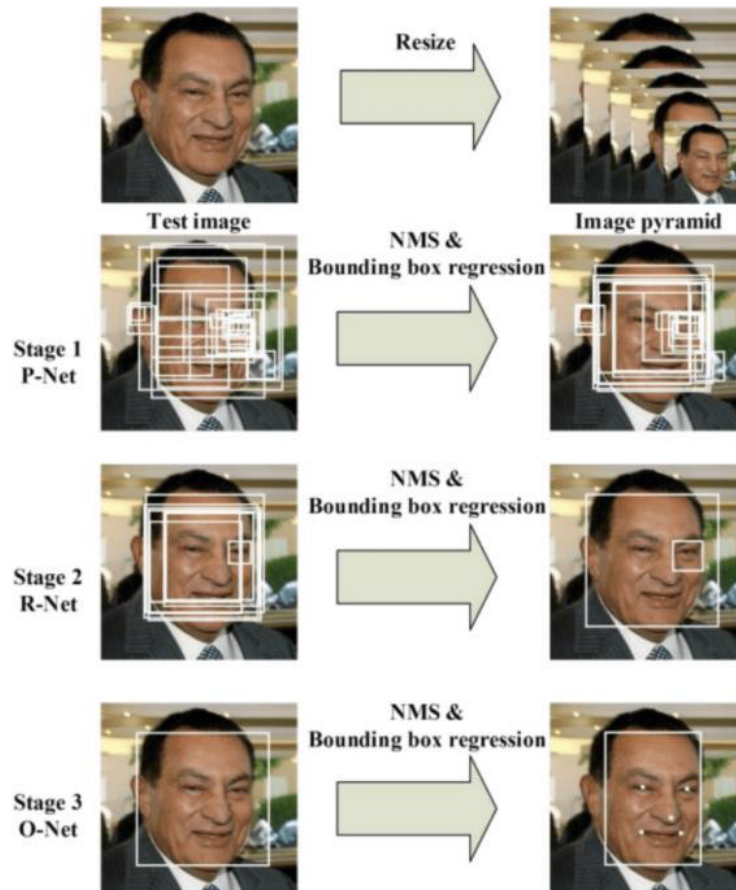 Resize
Test image
Image pyramid
NMS &
Bounding box regression
Stage 1
P-Net
NMS &
Bounding box regression
Stage 2
R-Net
NMS &
Bounding box regression
Stage 3
O-Net